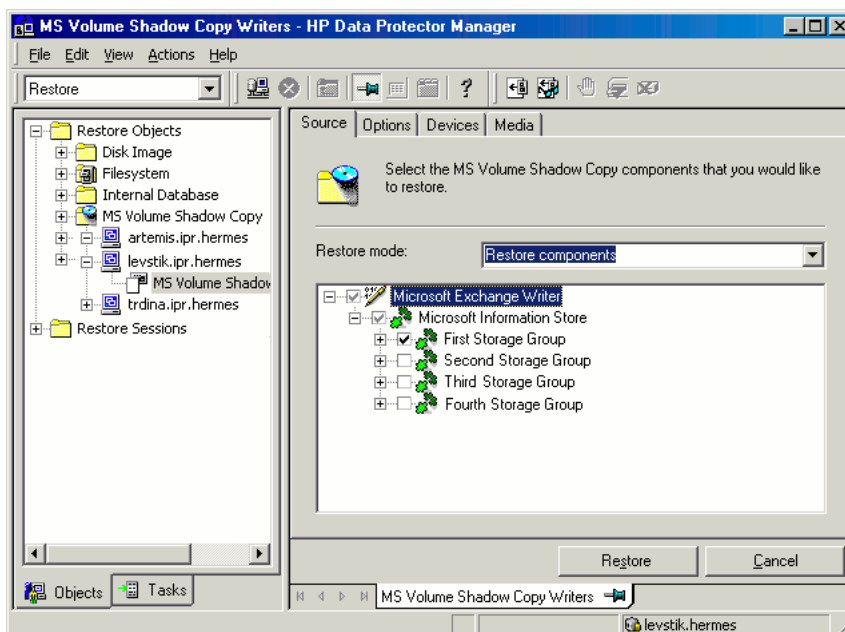 MS Volume Shadow Copy Writers - HP Data Protector Manager
File Edit View Actions Help
Restore
Restore Objects
Disk Image
Filesystem
Internal Database
MS Volume Shadow Copy
artemis.ipr.hermes
levstik.ipr.hermes
MS Volume Shadow
trdina.ipr.hermes
Restore Sessions
Objects Tasks
Source Options Devices Media
Select the MS Volume Shadow Copy components that you would like
to restore.
Restore mode: Restore components
Microsoft Exchange Writer
Microsoft Information Store
First Storage Group
Second Storage Group
Third Storage Group
Fourth Storage Group
Restore Cancel
MS Volume Shadow Copy Writers
levstik.hermes